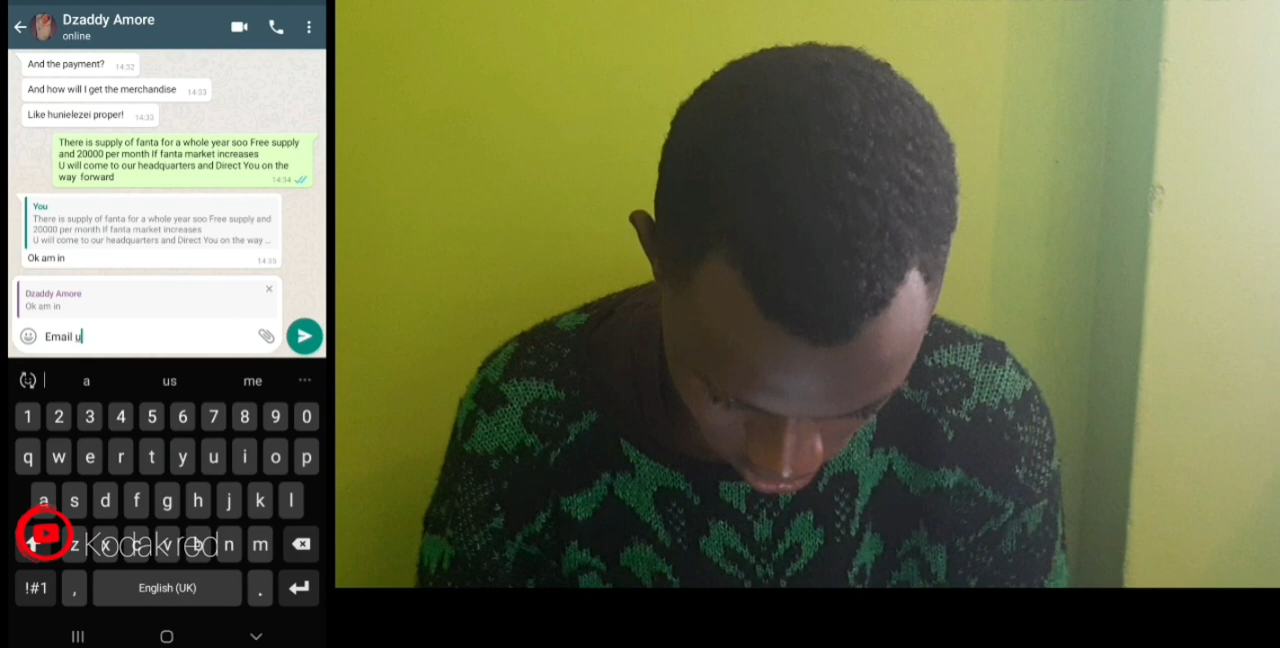 Dzaddy Amore
online
And the payment? 14:32
And how will I get the merchandise 14:33
Like hunielezei proper! 14:33
There is supply of fanta for a whole year soo Free supply
and 20000 per month If fanta market increases
U will come to our headquarters and Direct You on the
way forward 14:34
You
There is supply of fanta for a whole year soo Free supply and
20000 per month If fanta market increases
U will come to our headquarters and Direct You on the way ...
Ok am in 14:35
Dzaddy Amore
Ok am in
Email u
a us me
1 2 3 4 5 6 7 8 9 0
q w e r t y u i o p
a s d f g h j k l
z x c v b n m
Kodak red
!#1 , English (UK) .